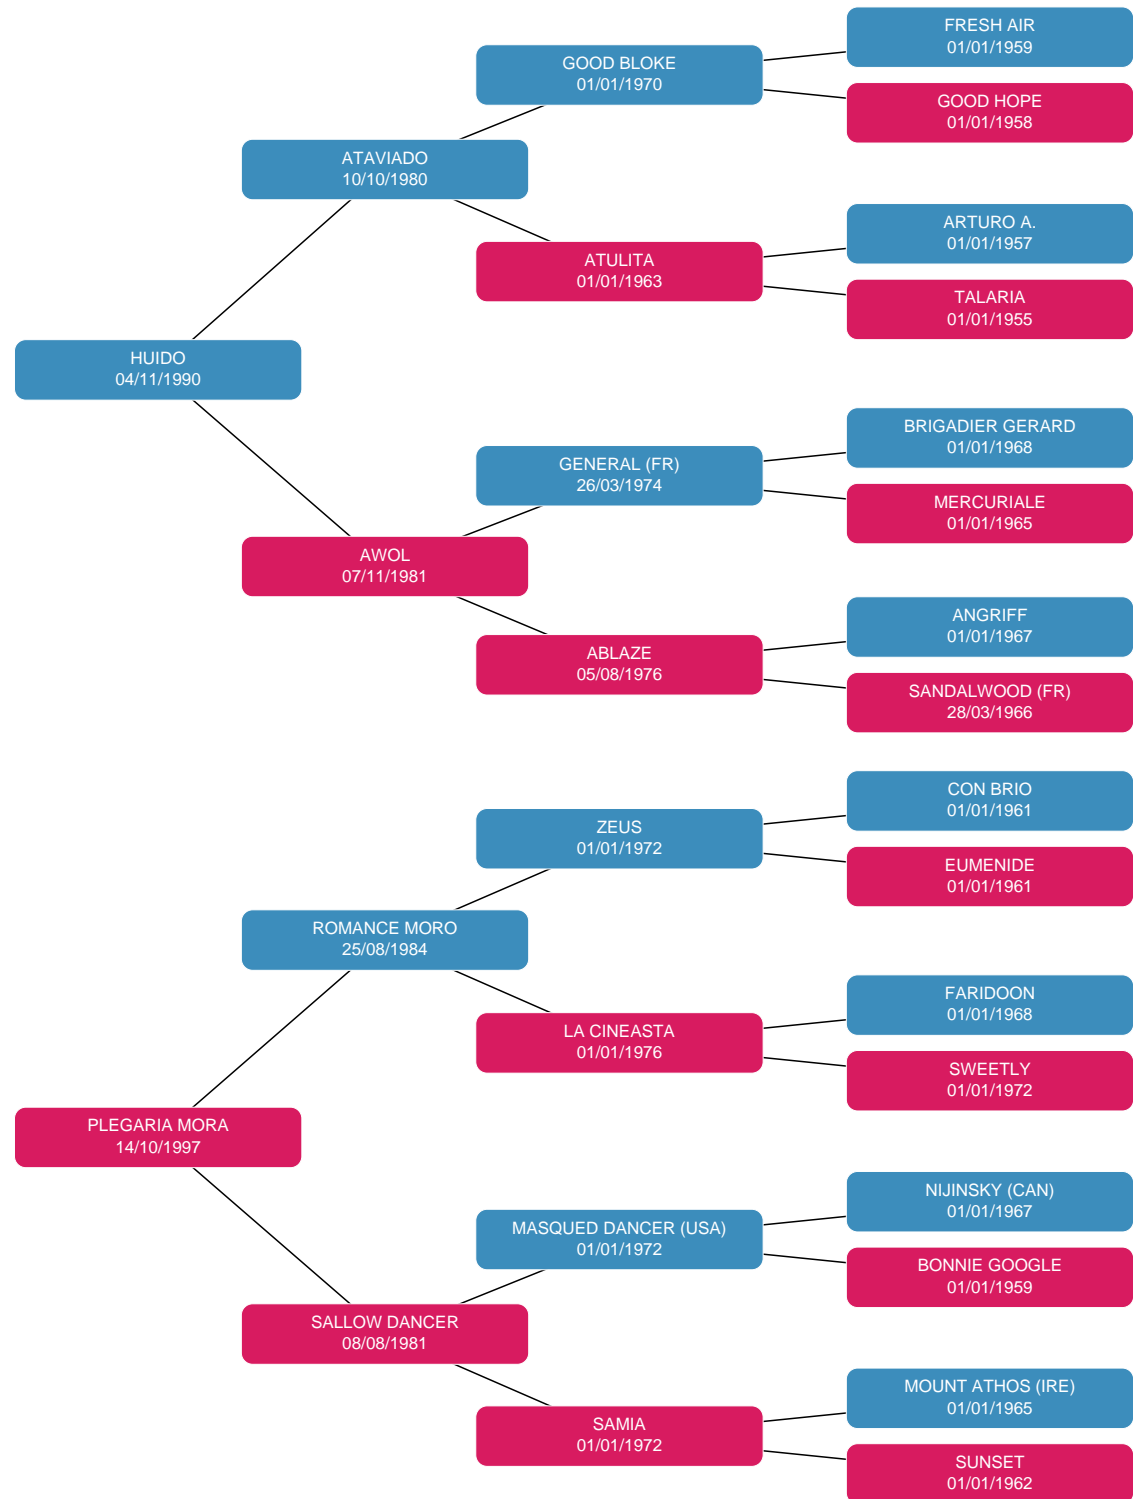 FRESH AIR
01/01/1959
GOOD BLOKE
01/01/1970
GOOD HOPE
01/01/1958
ATAVIADO
10/10/1980
ARTURO A.
01/01/1957
ATULITA
01/01/1963
TALARIA
01/01/1955
HUIDO
04/11/1990
BRIGADIER GERARD
01/01/1968
GENERAL (FR)
26/03/1974
MERCURIALE
01/01/1965
AWOL
07/11/1981
ANGRIFF
01/01/1967
ABLAZE
05/08/1976
SANDALWOOD (FR)
28/03/1966
CON BRIO
01/01/1961
ZEUS
01/01/1972
EUMENIDE
01/01/1961
ROMANCE MORO
25/08/1984
FARIDOON
01/01/1968
LA CINEASTA
01/01/1976
SWEETLY
01/01/1972
PLEGARIA MORA
14/10/1997
NIJINSKY (CAN)
01/01/1967
MASQUED DANCER (USA)
01/01/1972
BONNIE GOOGLE
01/01/1959
SALLOW DANCER
08/08/1981
MOUNT ATHOS (IRE)
01/01/1965
SAMIA
01/01/1972
SUNSET
01/01/1962